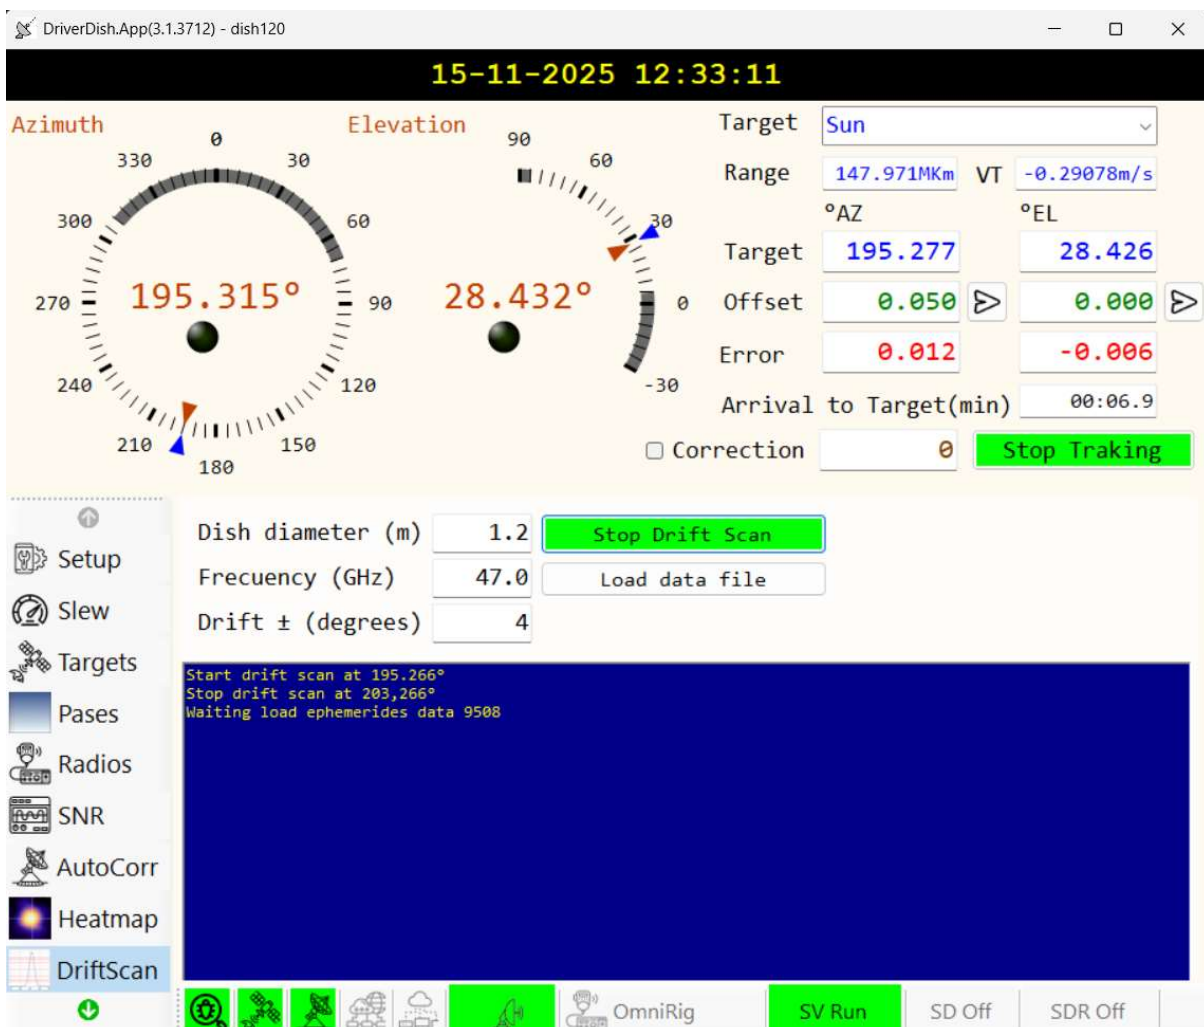 DriverDish.App(3.1.3712) - dish120
15-11-2025 12:33:11
Azimuth
0
30
60
90
120
150
180
210
240
270
300
330
195.315°
Elevation
90
60
30
0
-30
28.432°
Target Sun
Range 147.971MKm VT -0.29078m/s
°AZ °EL
Target 195.277 28.426
Offset 0.050 0.000
Error 0.012 -0.006
Arrival to Target(min) 00:06.9
Correction 0 Stop Traking
Setup
Slew
Targets
Pases
Radios
SNR
AutoCorr
Heatmap
DriftScan
Dish diameter (m) 1.2 Stop Drift Scan
Frecuency (GHz) 47.0 Load data file
Drift ± (degrees) 4
Start drift scan at 195.266°
Stop drift scan at 203,266°
Waiting load ephemerides data 9508
OmniRig SV Run SD Off SDR Off